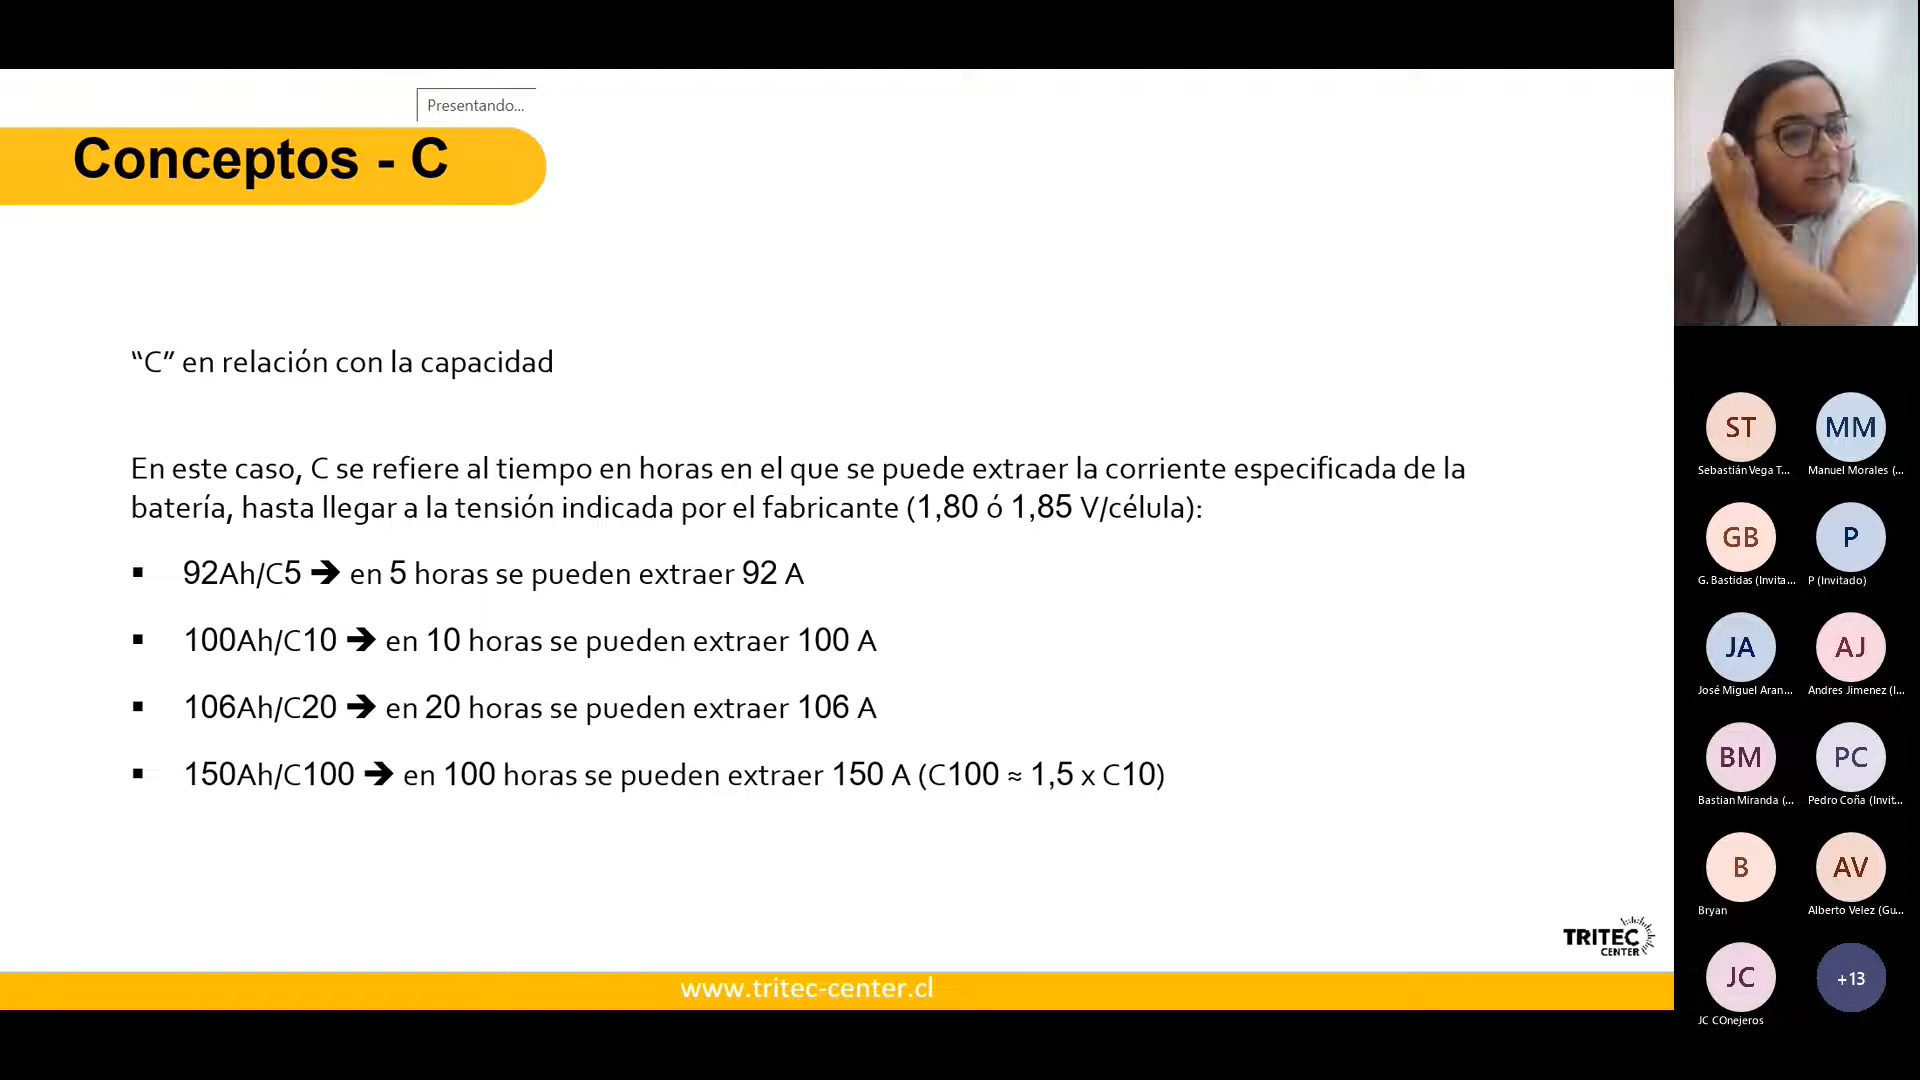 Presentando...
Conceptos - C
“C” en relación con la capacidad
En este caso, C se refiere al tiempo en horas en el que se puede extraer la corriente especificada de la
batería, hasta llegar a la tensión indicada por el fabricante (1,80 ó 1,85 V/célula):
▪ 92Ah/C5 ➔ en 5 horas se pueden extraer 92 A
▪ 100Ah/C10 ➔ en 10 horas se pueden extraer 100 A
▪ 106Ah/C20 ➔ en 20 horas se pueden extraer 106 A
▪ 150Ah/C100 ➔ en 100 horas se pueden extraer 150 A (C100 ≈ 1,5 x C10)
TRITEC
CENTER
www.tritec-center.cl
ST
Sebastián Vega T...
MM
Manuel Morales (...
GB
G. Bastidas (Invita...
P
P (Invitado)
JA
José Miguel Aran...
AJ
Andres Jimenez (I...
BM
Bastian Miranda (...
PC
Pedro Coña (Invit...
B
Bryan
AV
Alberto Velez (Gu...
JC
JC COnejeros
+13